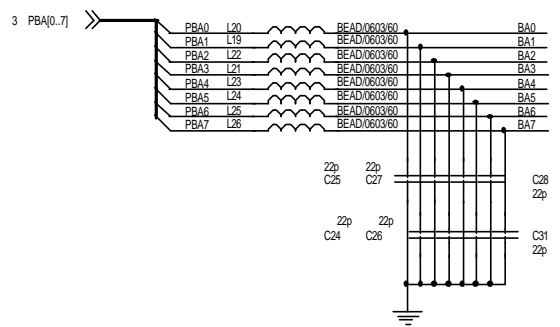 3 PBA[0..7]
PBA0 L20 BEAD/0603/60 BA0
PBA1 L19 BEAD/0603/60 BA1
PBA2 L22 BEAD/0603/60 BA2
PBA3 L21 BEAD/0603/60 BA3
PBA4 L23 BEAD/0603/60 BA4
PBA5 L24 BEAD/0603/60 BA5
PBA6 L25 BEAD/0603/60 BA6
PBA7 L26 BEAD/0603/60 BA7
22p 22p
C25 C27 C28
22p
22p 22p
C24 C26 C31
22p